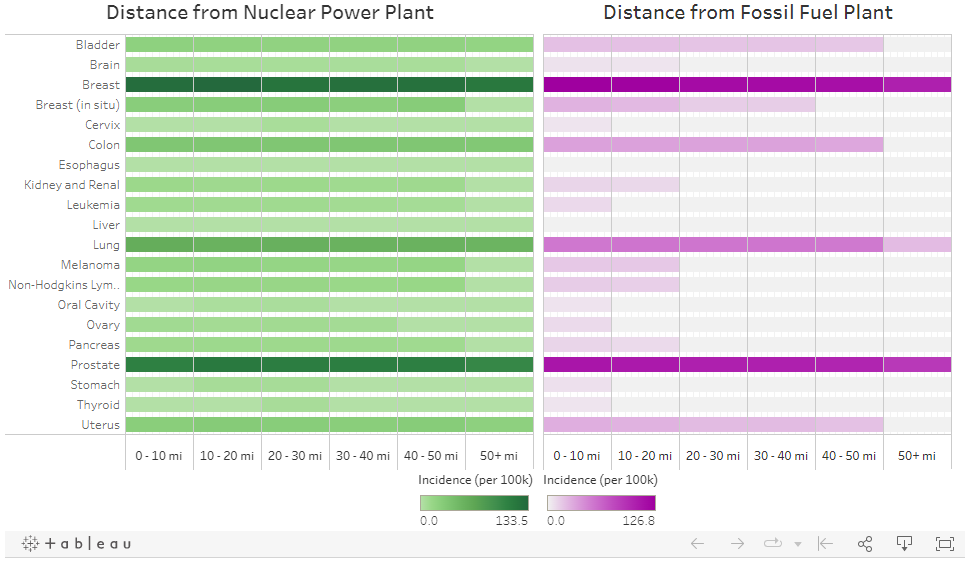 Distance from Nuclear Power Plant
Distance from Fossil Fuel Plant
Bladder
Brain
Breast
Breast (in situ)
Cervix
Colon
Esophagus
Kidney and Renal
Leukemia
Liver
Lung
Melanoma
Non-Hodgkins Lym..
Oral Cavity
Ovary
Pancreas
Prostate
Stomach
Thyroid
Uterus
0 - 10 mi 10 - 20 mi 20 - 30 mi 30 - 40 mi 40 - 50 mi 50+ mi
0 - 10 mi 10 - 20 mi 20 - 30 mi 30 - 40 mi 40 - 50 mi 50+ mi
Incidence (per 100k)
0.0 133.5
Incidence (per 100k)
0.0 126.8
+ableau